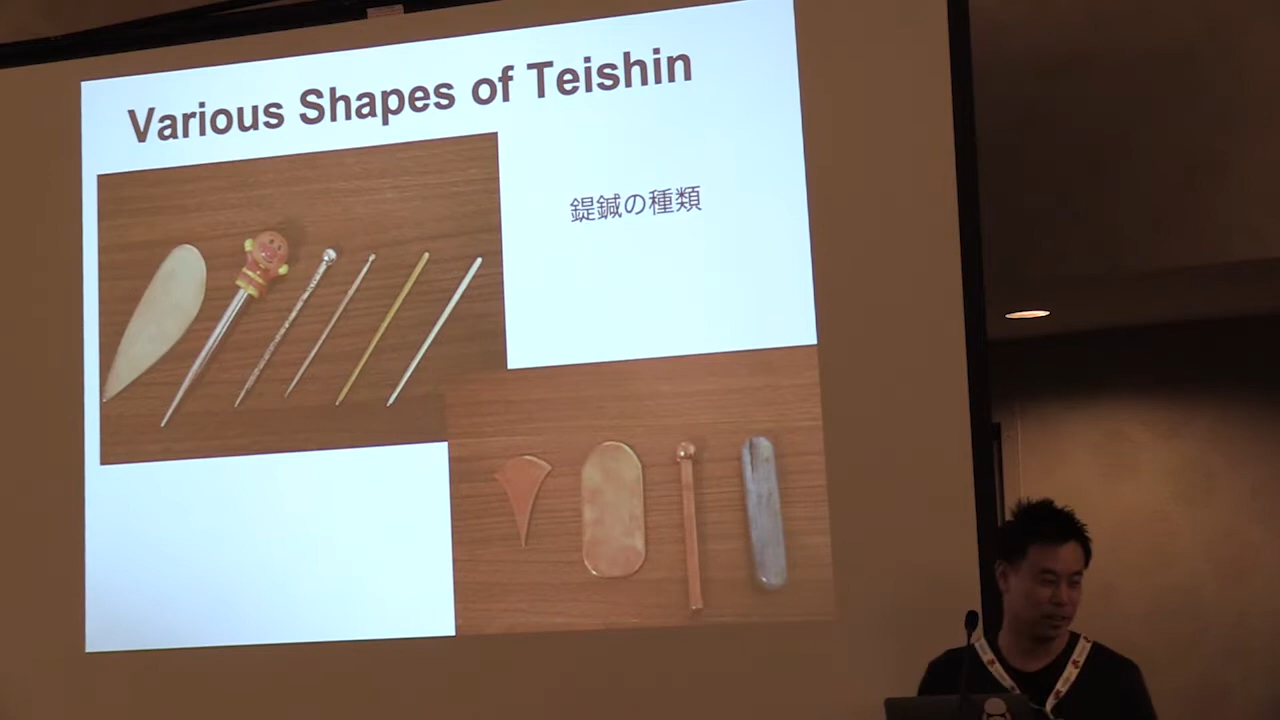 Various Shapes of Teishin
鍉鍼の種類